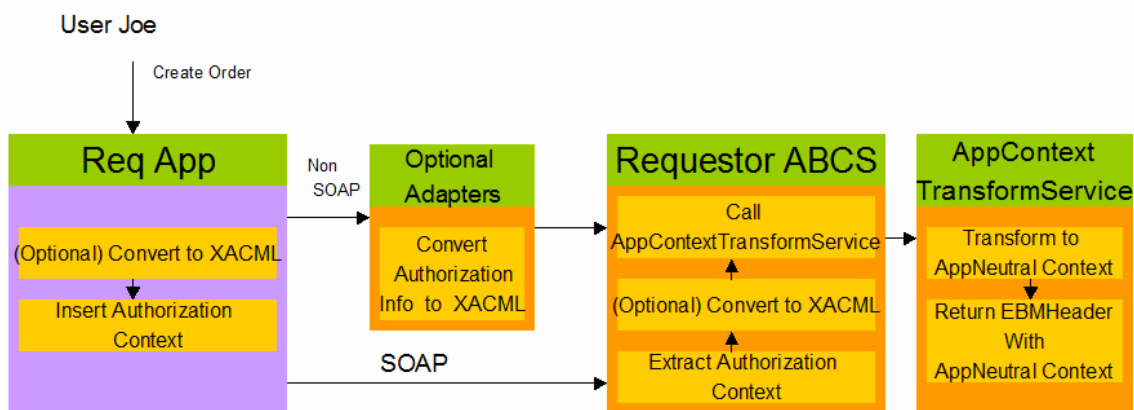 User Joe
Create Order
Req App
(Optional) Convert to XACML
Insert Authorization
Context
Non
SOAP
SOAP
Optional
Adapters
Convert
Authorization
Info to XACML
Requestor ABCS
Call
AppContextTransformService
(Optional) Convert to XACML
Extract Authorization
Context
AppContext
TransformService
Transform to
AppNeutral Context
Return EBMHeader
With
AppNeutral Context